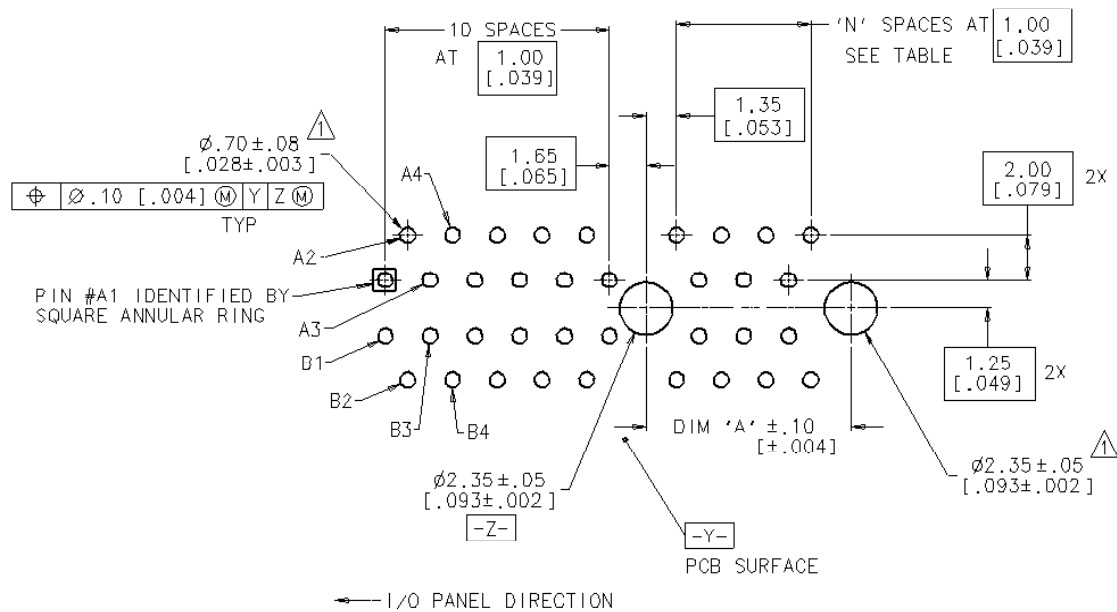 10 SPACES
AT 1.00
[.039]
'N' SPACES AT 1.00
[.039]
SEE TABLE
1.35
[.053]
1.65
[.065]
Ø.70±.08 1
[.028±.003]
⌖ Ø.10 [.004] Ⓜ Y Z Ⓜ
TYP
A4
2.00
[.079] 2X
A2
PIN #A1 IDENTIFIED BY
SQUARE ANNULAR RING
A3
B1
B2
B3
B4
1.25
[.049] 2X
DIM 'A' ±.10
[±.004]
Ø2.35±.05
[.093±.002]
-Z-
Ø2.35±.05 1
[.093±.002]
-Y-
PCB SURFACE
I/O PANEL DIRECTION